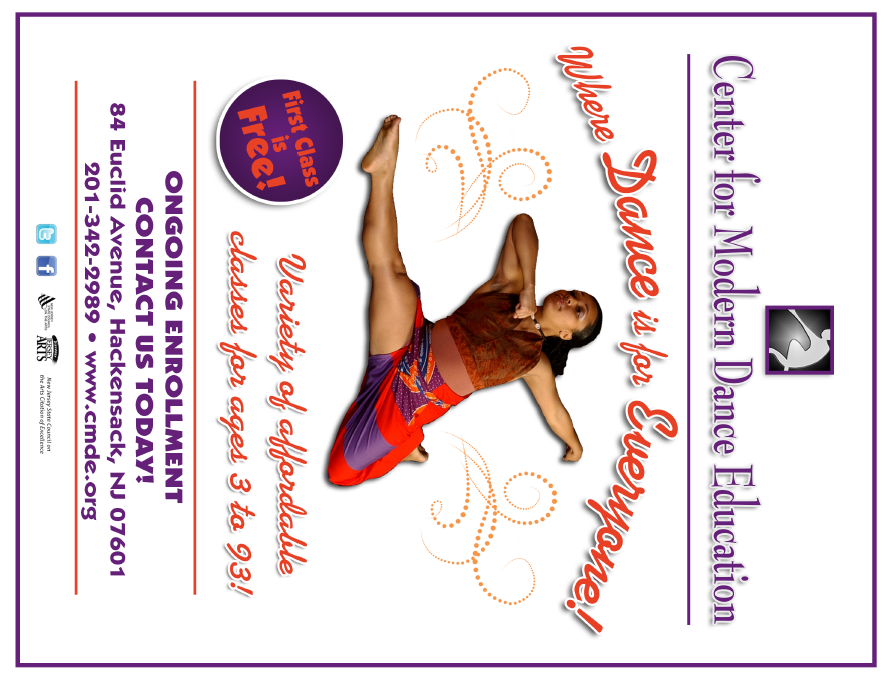 Center for Modern Dance Education
Where Dance is for Everyone!
First Class
is
Free!
Variety of affordable
classes for ages 3 to 93!
ONGOING ENROLLMENT
CONTACT US TODAY!
84 Euclid Avenue, Hackensack, NJ 07601
201-342-2989 • www.cmde.org
JERSEY
ARTS
New Jersey State Council on
the Arts Citation of Excellence